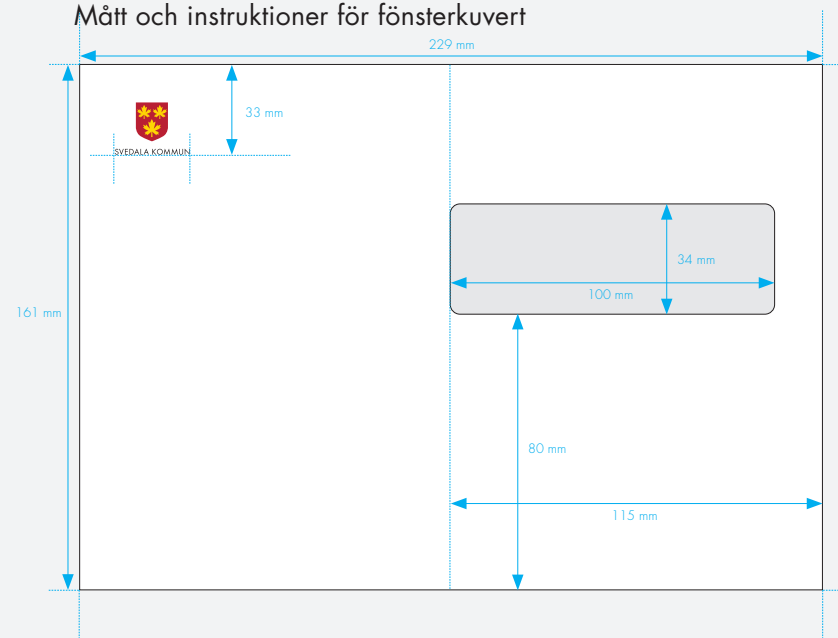 Mått och instruktioner för fönsterkuvert
229 mm
33 mm
SVEDALA KOMMUN
34 mm
100 mm
161 mm
80 mm
115 mm